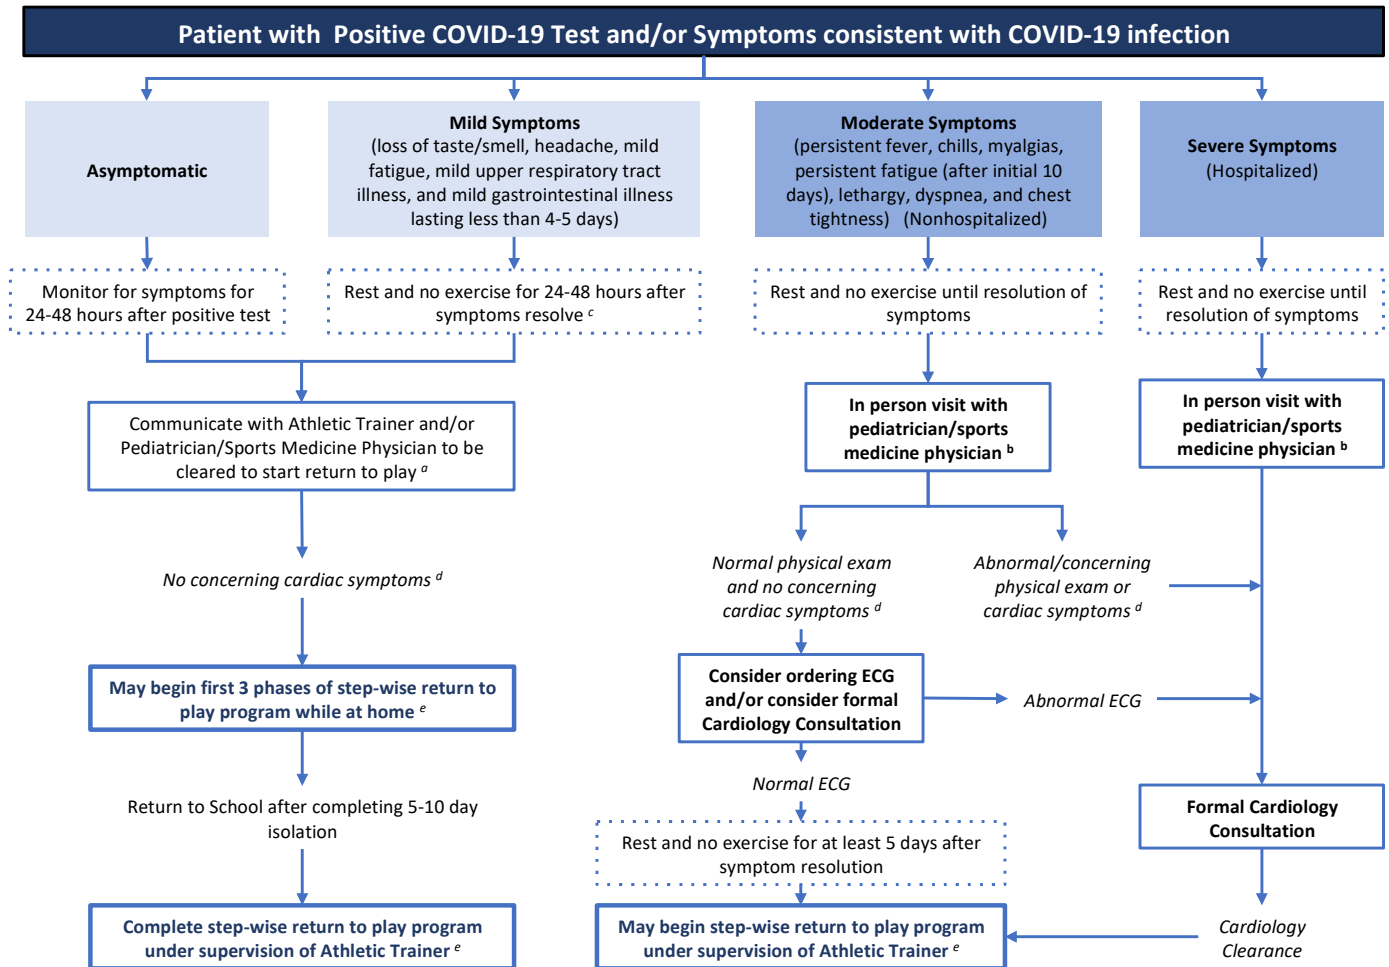 Patient with Positive COVID-19 Test and/or Symptoms consistent with COVID-19 infection
Asymptomatic
Mild Symptoms
(loss of taste/smell, headache, mild
fatigue, mild upper respiratory tract
illness, and mild gastrointestinal illness
lasting less than 4-5 days)
Moderate Symptoms
(persistent fever, chills, myalgias,
persistent fatigue (after initial 10
days), lethargy, dyspnea, and chest
tightness) (Nonhospitalized)
Severe Symptoms
(Hospitalized)
Monitor for symptoms for
24-48 hours after positive test
Rest and no exercise for 24-48 hours after
symptoms resolve c
Rest and no exercise until resolution of
symptoms
Rest and no exercise until
resolution of symptoms
Communicate with Athletic Trainer and/or
Pediatrician/Sports Medicine Physician to be
cleared to start return to play a
In person visit with
pediatrician/sports
medicine physician b
In person visit with
pediatrician/sports
medicine physician b
No concerning cardiac symptoms d
Normal physical exam
and no concerning
cardiac symptoms d
Abnormal/concerning
physical exam or
cardiac symptoms d
May begin first 3 phases of step-wise return to
play program while at home e
Consider ordering ECG
and/or consider formal
Cardiology Consultation
Abnormal ECG
Normal ECG
Return to School after completing 5-10 day
isolation
Formal Cardiology
Consultation
Rest and no exercise for at least 5 days after
symptom resolution
Complete step-wise return to play program
under supervision of Athletic Trainer e
May begin step-wise return to play program
under supervision of Athletic Trainer e
Cardiology
Clearance